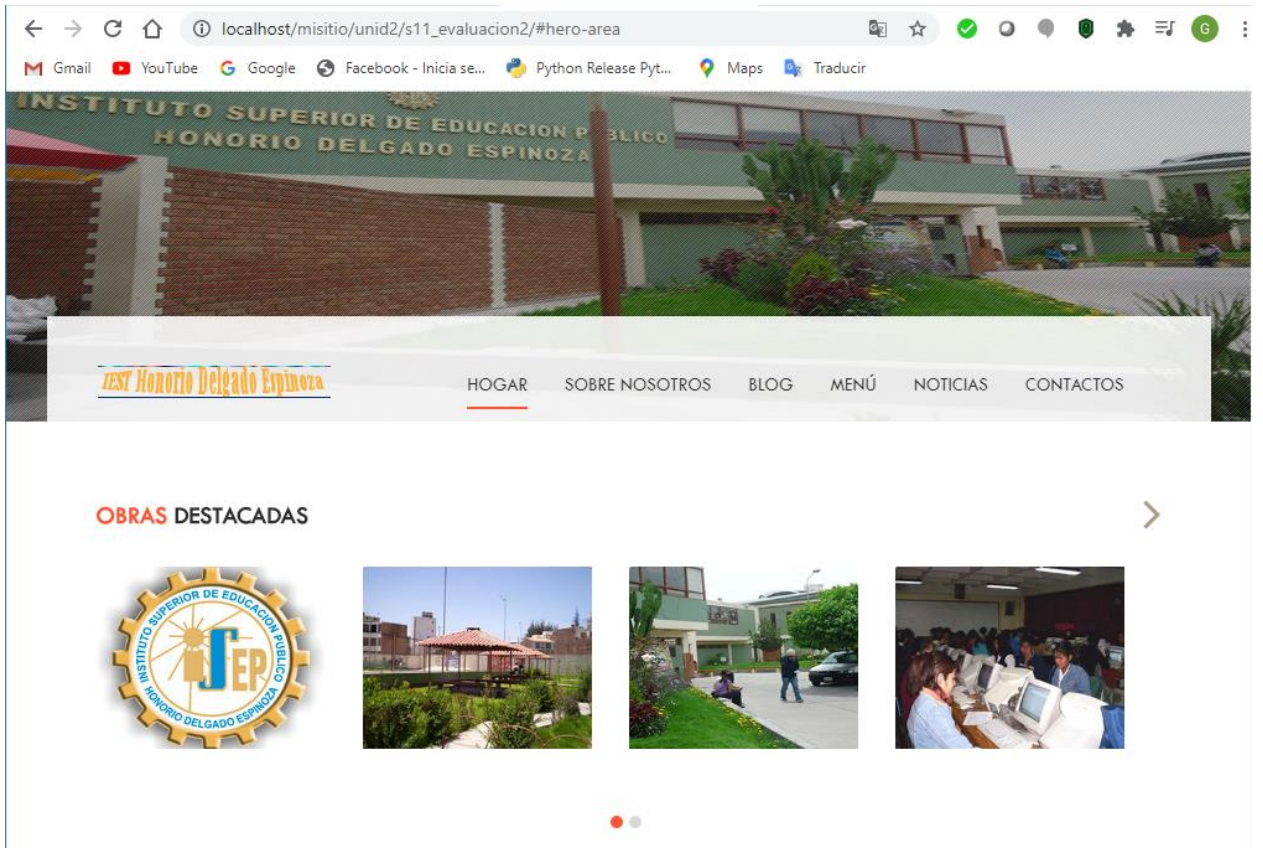 localhost/misitio/unid2/s11_evaluacion2/#hero-area
G
Gmail YouTube Google Facebook - Inicia se... Python Release Pyt... Maps Traducir
INSTITUTO SUPERIOR DE EDUCACION PUBLICO
HONORIO DELGADO ESPINOZA
IEST Honorio Delgado Espinoza
HOGAR SOBRE NOSOTROS BLOG MENÚ NOTICIAS CONTACTOS
OBRAS DESTACADAS
INSTITUTO SUPERIOR DE EDUCACION PUBLICO
HONORIO DELGADO ESPINOZA
ISEP